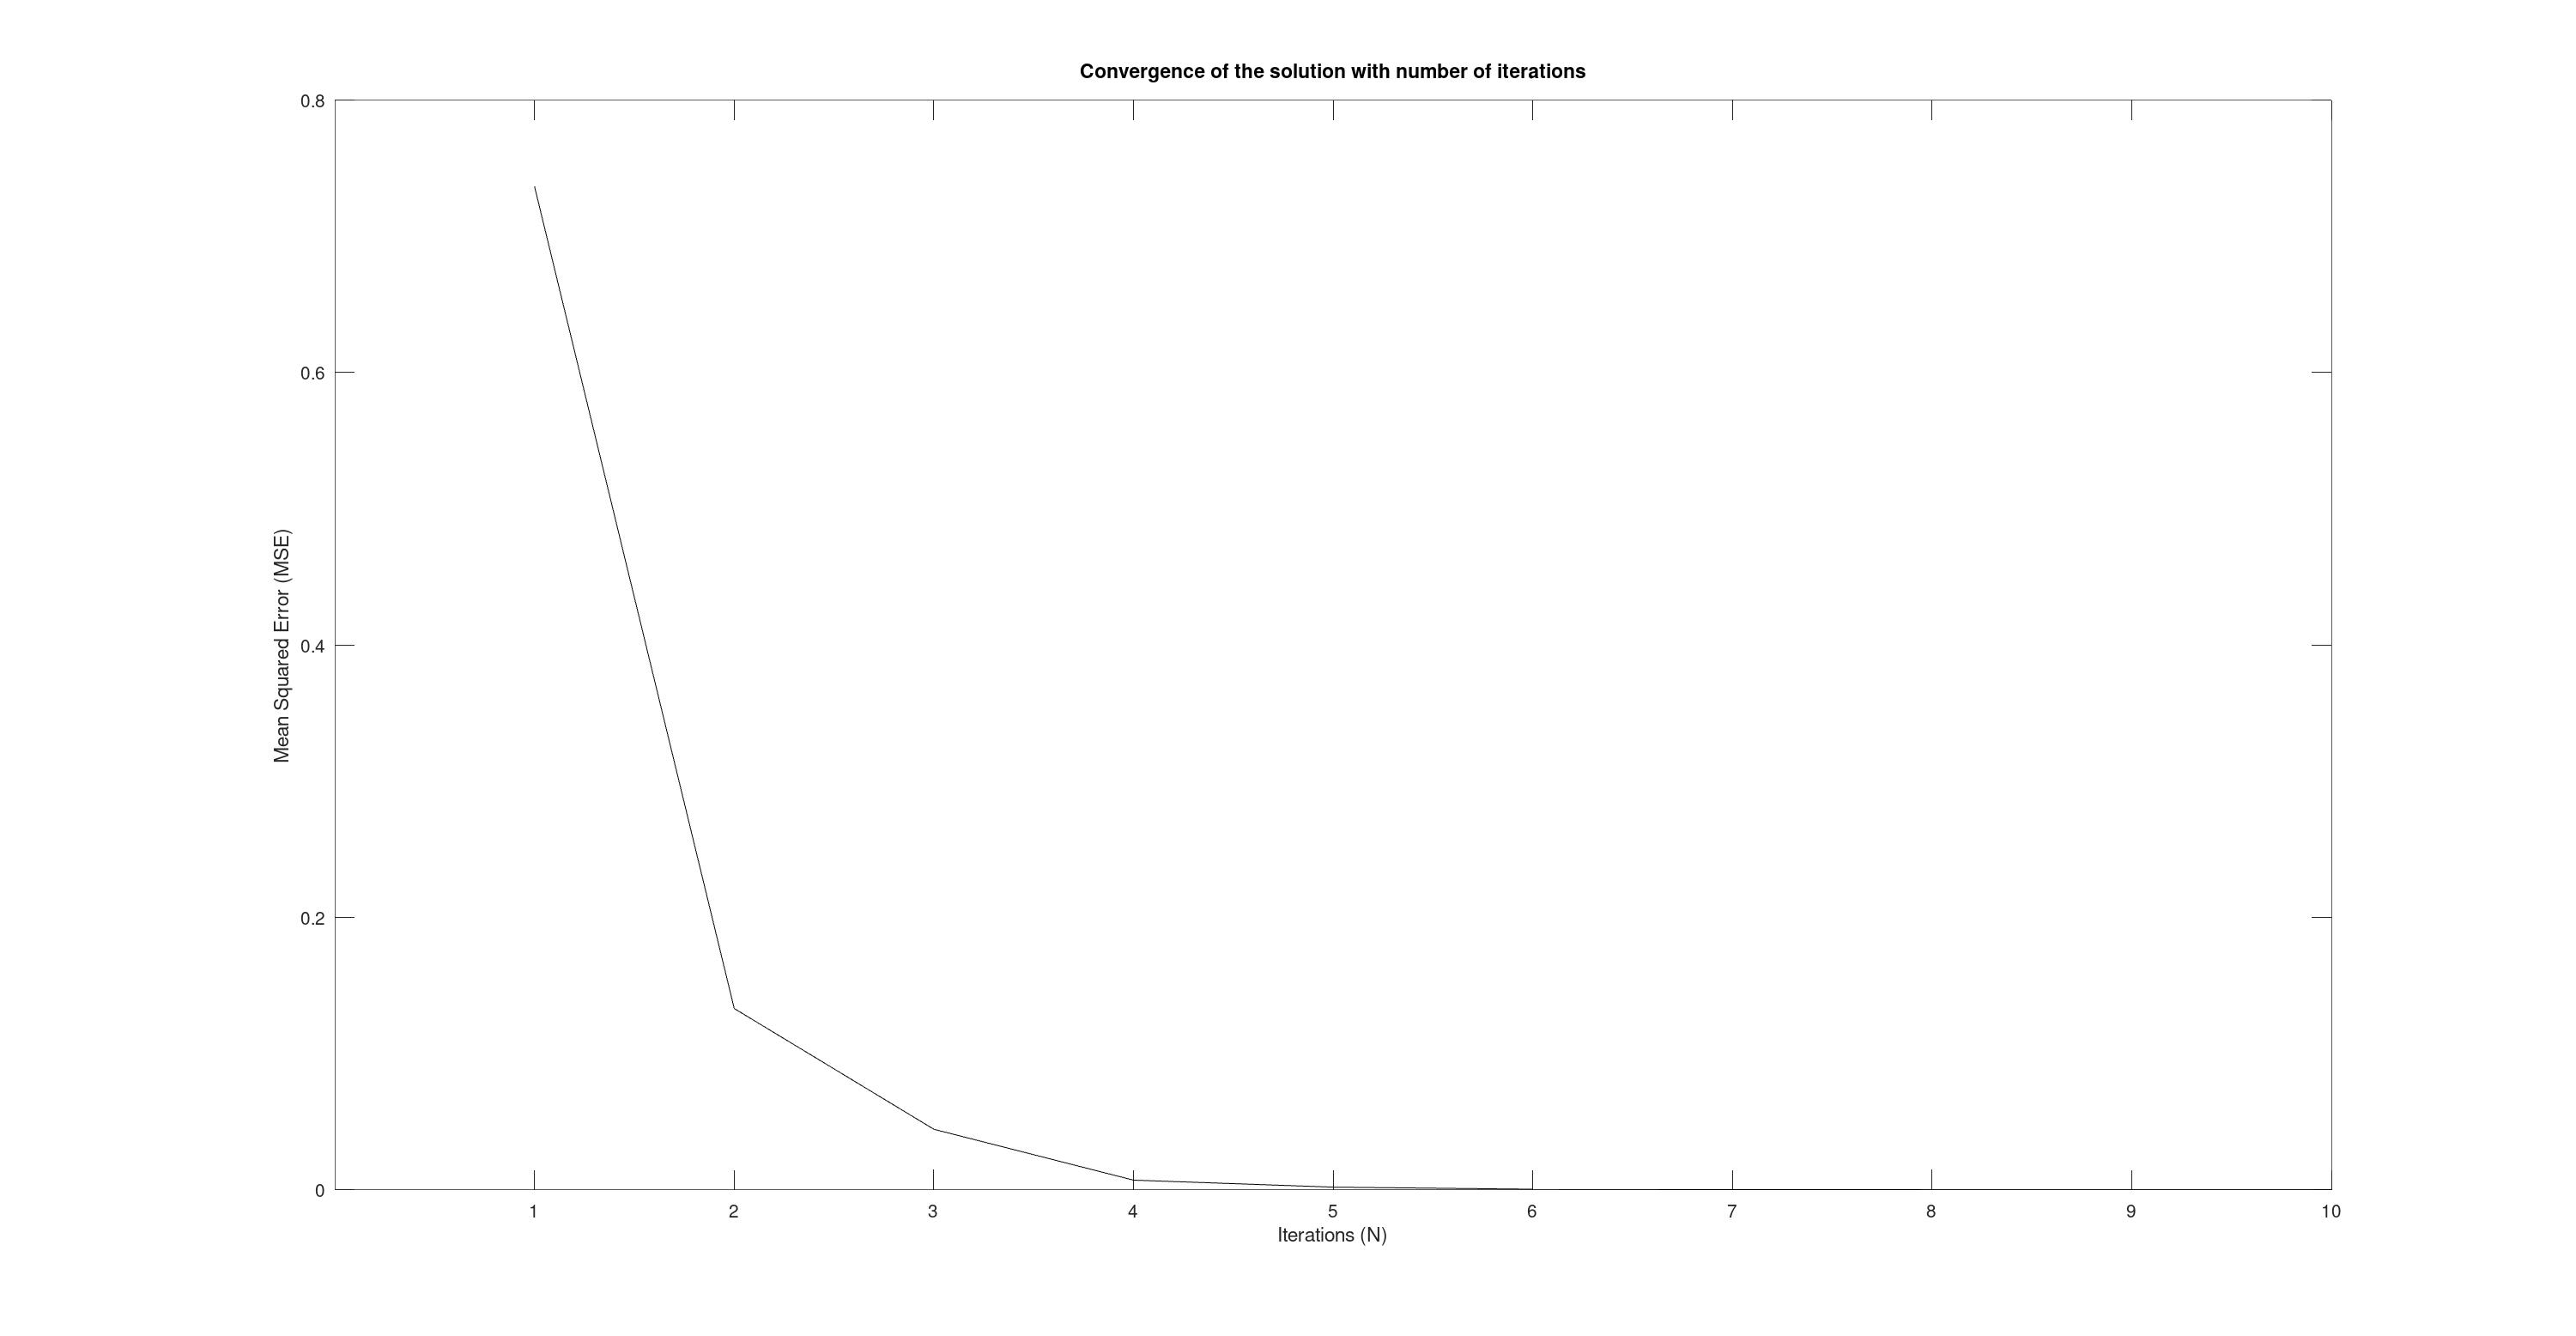 Convergence of the solution with number of iterations
0.8
0.6
0.4
0.2
0
Mean Squared Error (MSE)
1 2 3 4 5 6 7 8 9 10
Iterations (N)